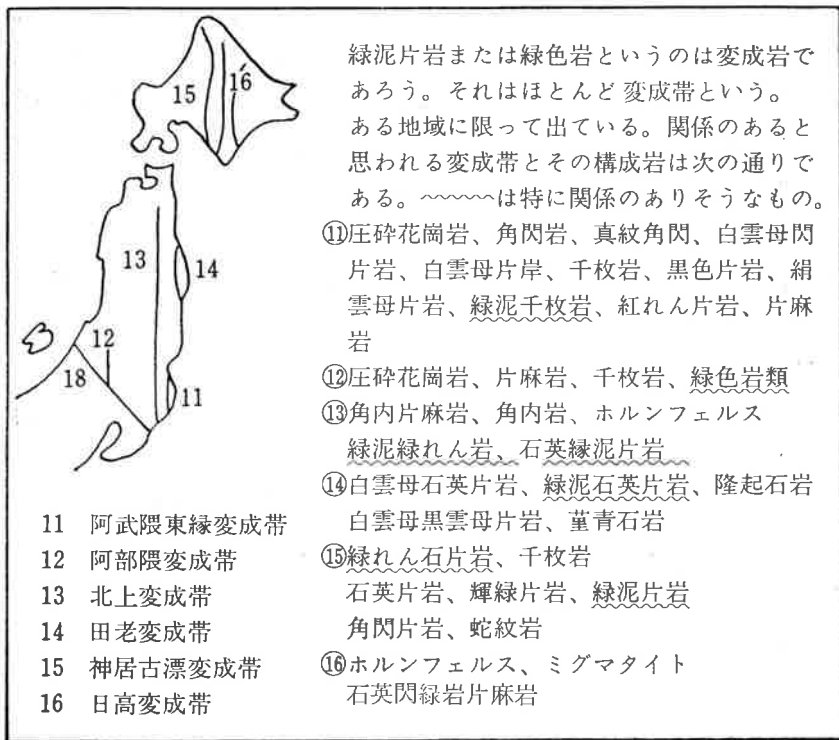 緑泥片岩または緑色岩というのは変成岩で
あろう。それはほとんど変成帯という。
ある地域に限って出ている。関係のあると
思われる変成帯とその構成岩は次の通りで
ある。〜〜〜〜は特に関係のありそうなもの。
⑪圧砕花崗岩、角閃岩、真紋角閃、白雲母閃
片岩、白雲母片岸、千枚岩、黒色片岩、絹
雲母片岩、緑泥千枚岩、紅れん片岩、片麻
岩
⑫圧砕花崗岩、片麻岩、千枚岩、緑色岩類
⑬角内片麻岩、角内岩、ホルンフェルス
緑泥緑れん岩、石英縁泥片岩
⑭白雲母石英片岩、緑泥石英片岩、隆起石岩
白雲母黒雲母片岩、菫青石岩
⑮緑れん石片岩、千枚岩
石英片岩、輝緑片岩、緑泥片岩
角閃片岩、蛇紋岩
⑯ホルンフェルス、ミグマタイト
石英閃緑岩片麻岩
15
16
13
14
12
18
11
11 阿武隈東縁変成帯
12 阿部隈変成帯
13 北上変成帯
14 田老変成帯
15 神居古漂変成帯
16 日高変成帯